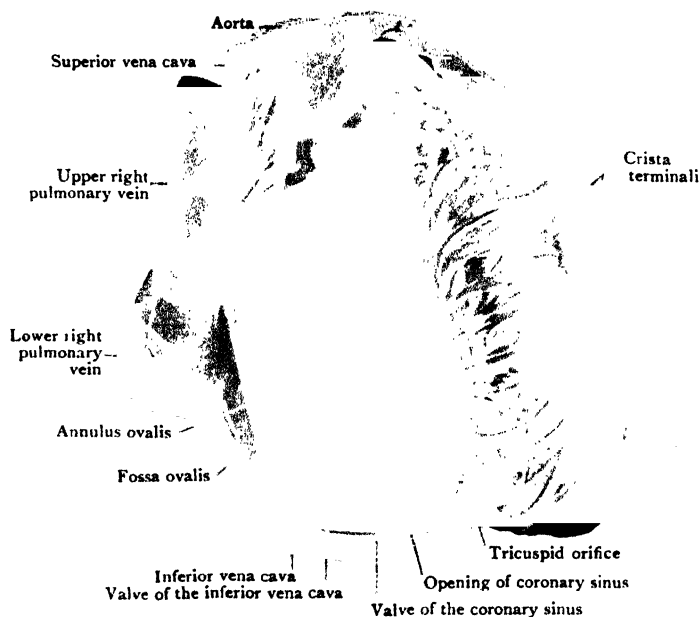 Aorta
Superior vena cava
Upper right
pulmonary vein
Crista
terminali
Lower right
pulmonary
vein
Annulus ovalis
Fossa ovalis
Tricuspid orifice
Inferior vena cava
Opening of coronary sinus
Valve of the inferior vena cava
Valve of the coronary sinus